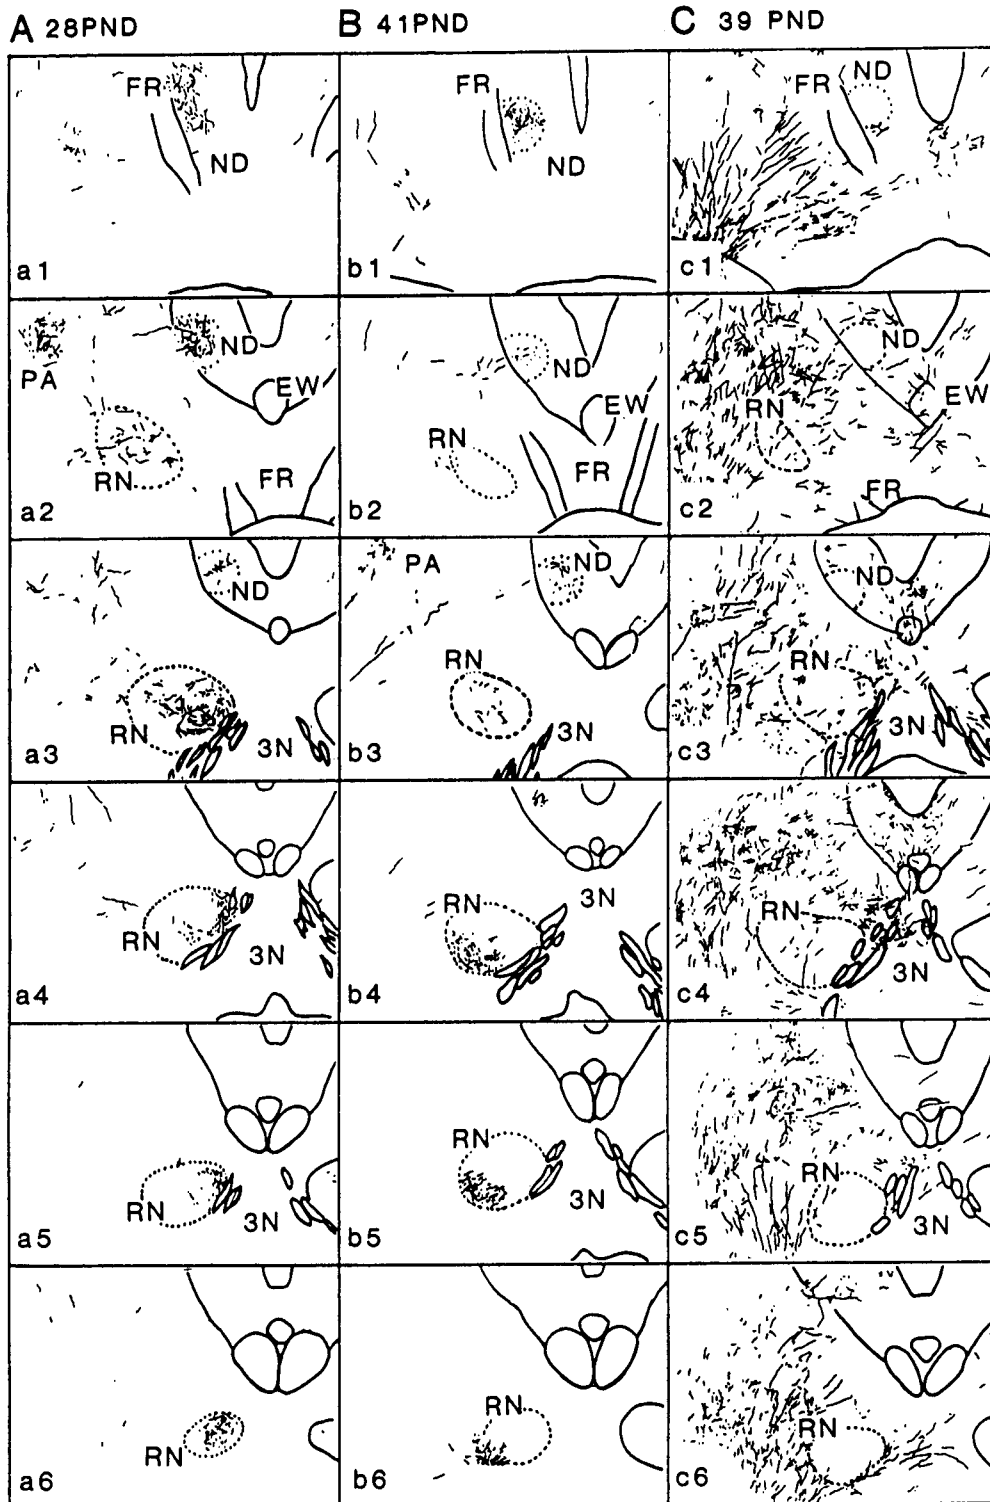 A 28PND B 41PND C 39 PND
FR ND a1
FR ND b1
FR ND c1
ND PA EW RN FR a2
ND EW RN FR b2
ND RN EW FR c2
ND RN 3N a3
PA ND RN 3N b3
ND RN 3N c3
RN 3N a4
RN 3N b4
RN 3N c4
RN 3N a5
RN 3N b5
RN 3N c5
RN a6
RN b6
RN c6